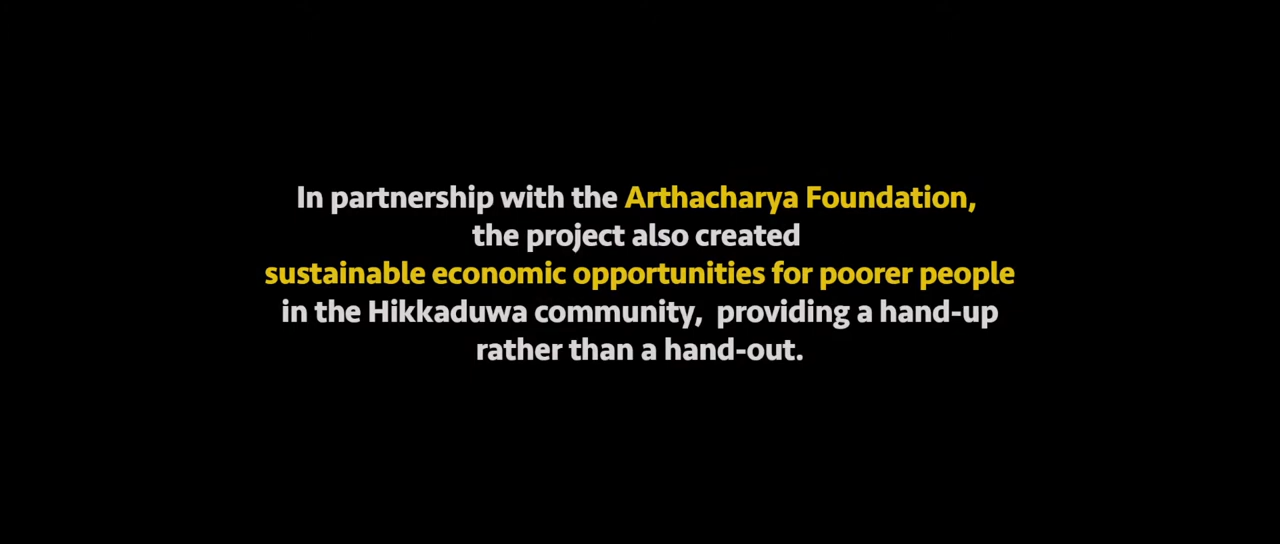 In partnership with the Arthacharya Foundation,
the project also created
sustainable economic opportunities for poorer people
in the Hikkaduwa community,  providing a hand-up
rather than a hand-out.